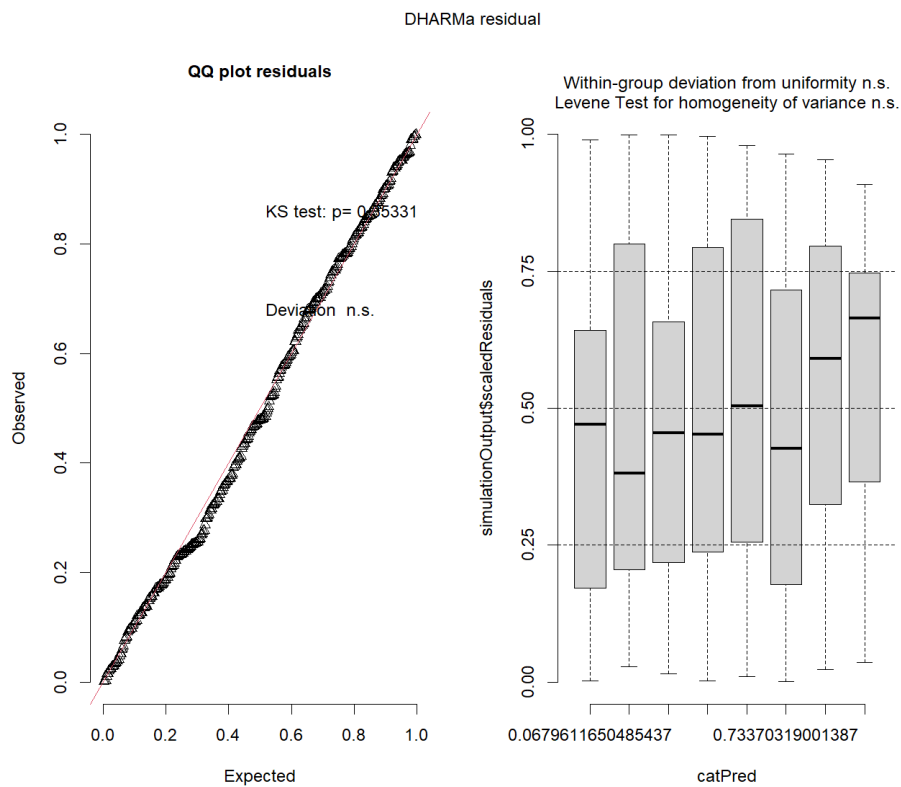 DHARMa residual
QQ plot residuals
KS test: p=
Deviation n.s.
Observed
1.0
0.8
0.6
0.4
0.2
0.0
0.0 0.2 0.4 0.6 0.8 1.0
Expected
Within-group deviation from uniformity n.s.
Levene Test for homogeneity of variance n.s.
simulationOutput$scaledResiduals
1.00
0.75
0.50
0.25
0.00
0.0679611650485437 0.73370319001387
catPred